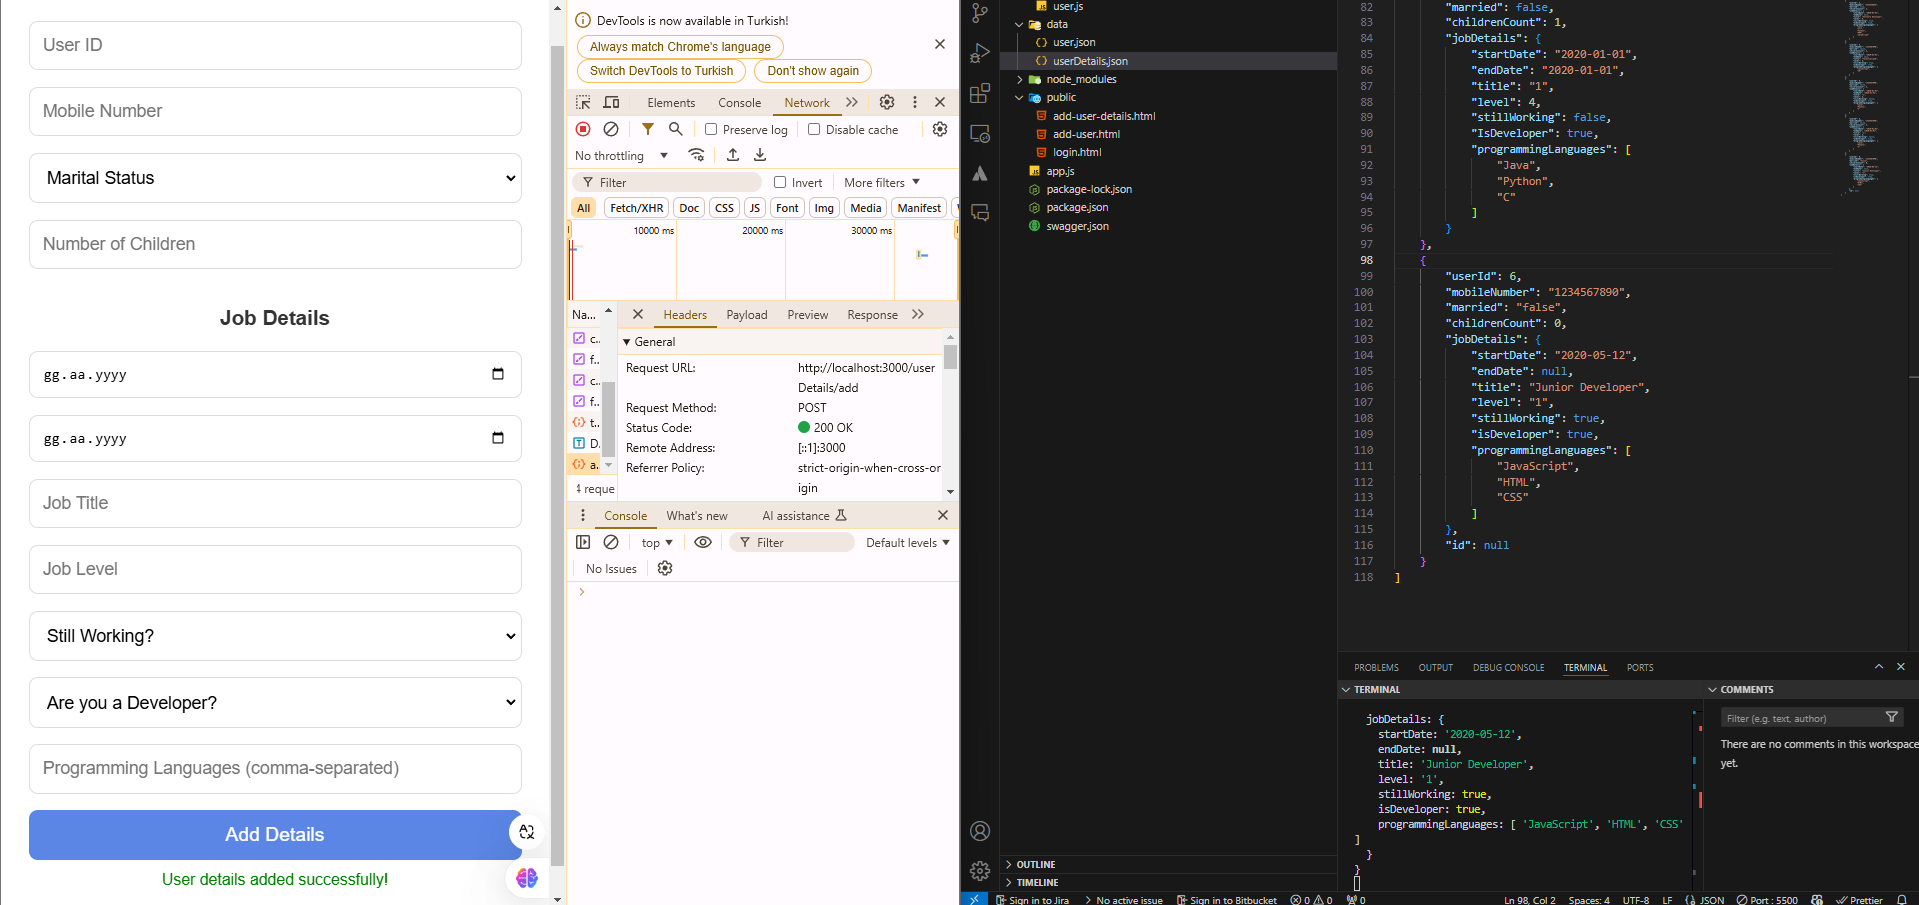 User ID
Mobile Number
Marital Status
Number of Children
Job Details
gg.aa.yyyy
gg.aa.yyyy
Job Title
Job Level
Still Working?
Are you a Developer?
Programming Languages (comma-separated)
Add Details
User details added successfully!
DevTools is now available in Turkish!
Always match Chrome's language
Switch DevTools to Turkish Don't show again
Elements Console Network
Preserve log Disable cache
No throttling
Filter Invert More filters
All Fetch/XHR Doc CSS JS Font Img Media Manifest
10000 ms 20000 ms 30000 ms
Na... Headers Payload Preview Response
c..
f..
c..
f..
t..
D.
a.
reque
General
Request URL: http://localhost:3000/user
Details/add
Request Method: POST
Status Code: 200 OK
Remote Address: [::1]:3000
Referrer Policy: strict-origin-when-cross-or
igin
Console What's new AI assistance
top Filter Default levels
No Issues
user.js
data
user.json
userDetails.json
node_modules
public
add-user-details.html
add-user.html
login.html
app.js
package-lock.json
package.json
swagger.json
OUTLINE
TIMELINE
82 "married": false,
83 "childrenCount": 1,
84 "jobDetails": {
85 "startDate": "2020-01-01",
86 "endDate": "2020-01-01",
87 "title": "1",
88 "level": 4,
89 "stillWorking": false,
90 "IsDeveloper": true,
91 "programmingLanguages": [
92 "Java",
93 "Python",
94 "C"
95 ]
96 }
97 },
98 {
99 "userId": 6,
100 "mobileNumber": "1234567890",
101 "married": "false",
102 "childrenCount": 0,
103 "jobDetails": {
104 "startDate": "2020-05-12",
105 "endDate": null,
106 "title": "Junior Developer",
107 "level": "1",
108 "stillWorking": true,
109 "isDeveloper": true,
110 "programmingLanguages": [
111 "JavaScript",
112 "HTML",
113 "CSS"
114 ]
115 },
116 "id": null
117 }
118 ]
PROBLEMS OUTPUT DEBUG CONSOLE TERMINAL PORTS
TERMINAL
jobDetails: {
startDate: '2020-05-12',
endDate: null,
title: 'Junior Developer',
level: '1',
stillWorking: true,
isDeveloper: true,
programmingLanguages: [ 'JavaScript', 'HTML', 'CSS'
]
}
}
COMMENTS
Filter (e.g. text, author)
There are no comments in this workspace
yet.
Sign in to Jira No active issue Sign in to Bitbucket 0 0 0 Ln 98, Col 2 Spaces: 4 UTF-8 LF {} JSON Port : 5500 Prettier